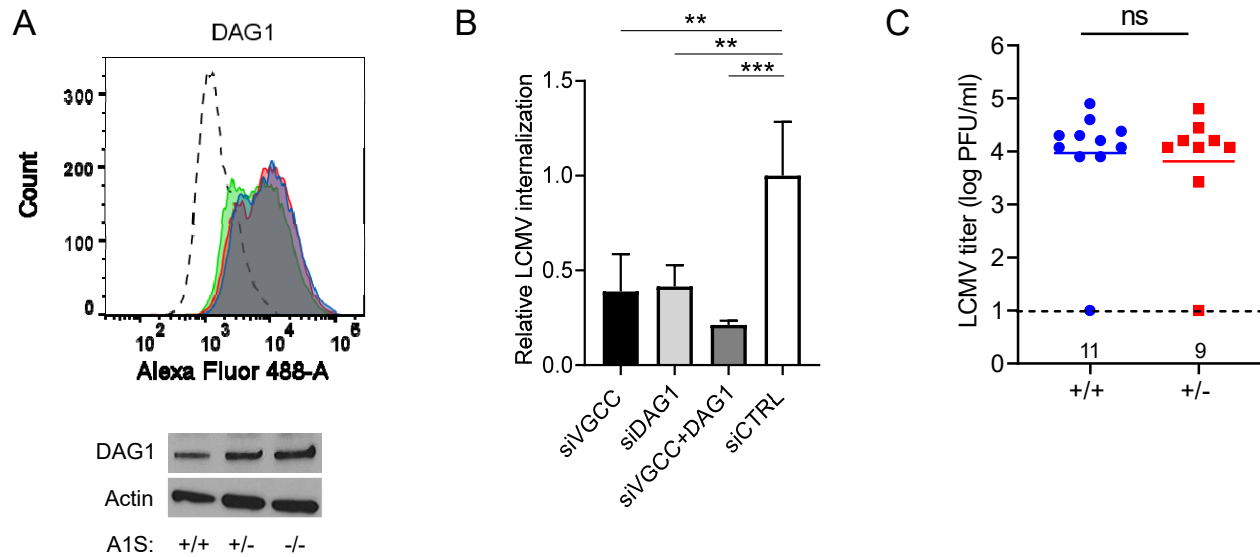 A
DAG1
Count
300
200
100
0
10^2 10^3 10^4 10^5
Alexa Fluor 488-A
DAG1
Actin
A1S: +/+ +/- -/-
B
**
**
***
Relative LCMV internalization
1.5
1.0
0.5
0.0
siVGCC
siDAG1
siVGCC+DAG1
siCTRL
C
ns
LCMV titer (log PFU/ml)
6
5
4
3
2
1
0
11 9
+/+ +/-